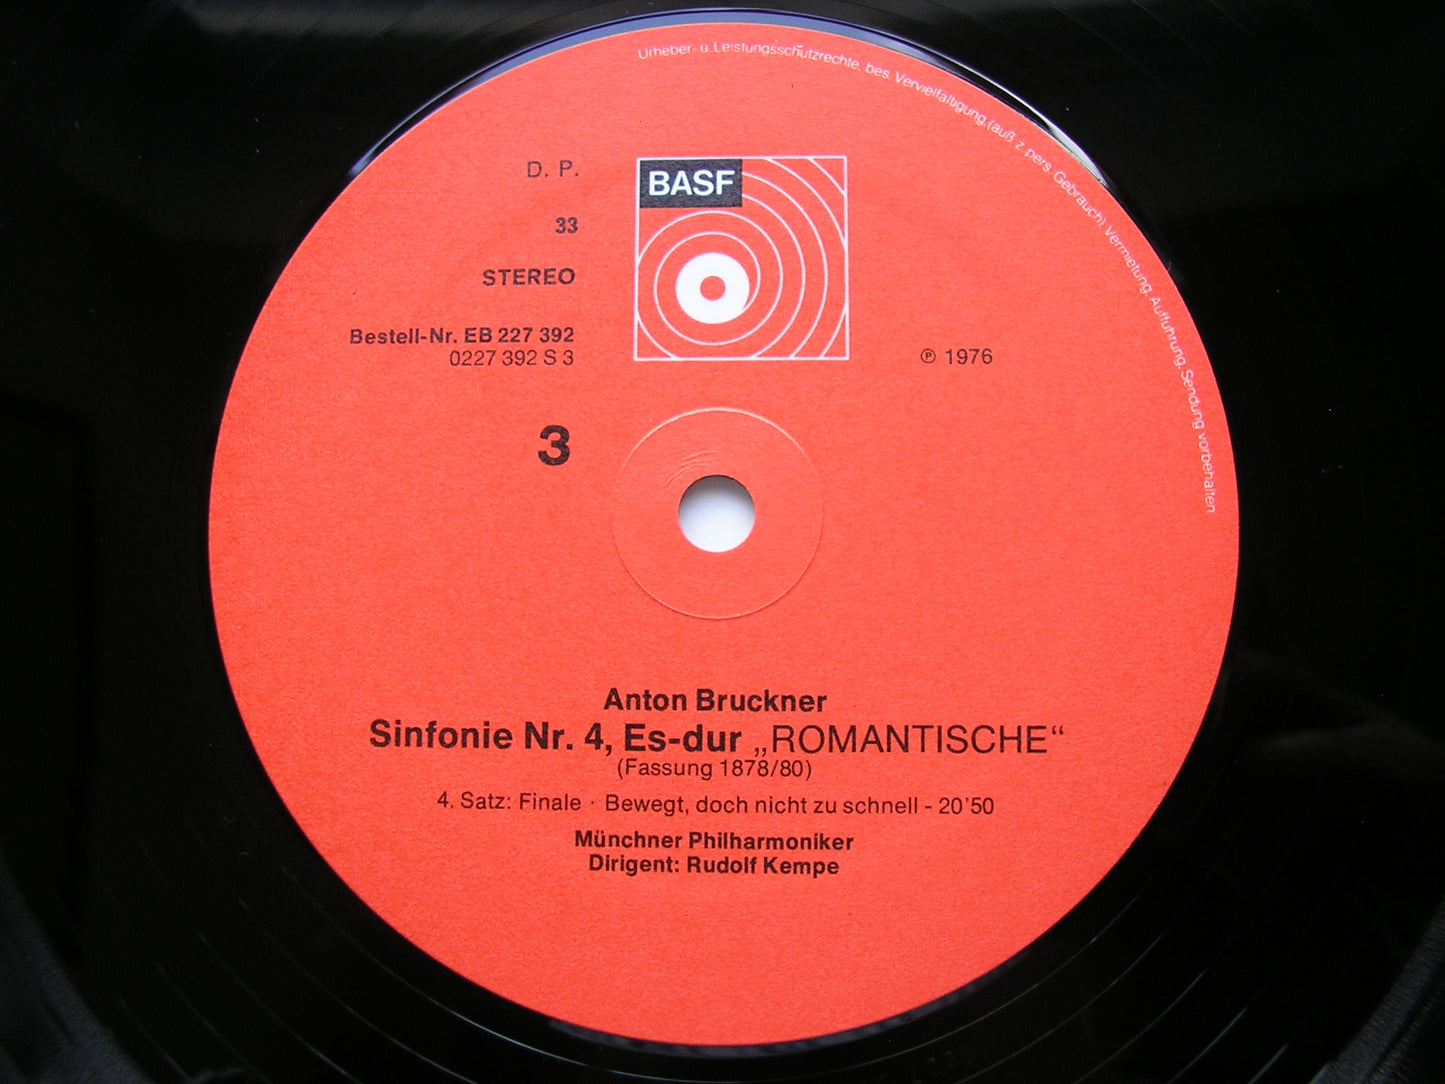 Urheber- u. Leistungsschutzrechte, bes. Vervielfältigung (auß. z. pers. Gebrauch), Vermietung, Aufführung, Sendung vorbehalten
BASF
D. P.
33
STEREO
Bestell-Nr. EB 227 392
0227 392 S 3
℗ 1976
3
Anton Bruckner
Sinfonie Nr. 4, Es-dur „ROMANTISCHE“
(Fassung 1878/80)
4. Satz: Finale · Bewegt, doch nicht zu schnell - 20'50
Münchner Philharmoniker
Dirigent: Rudolf Kempe